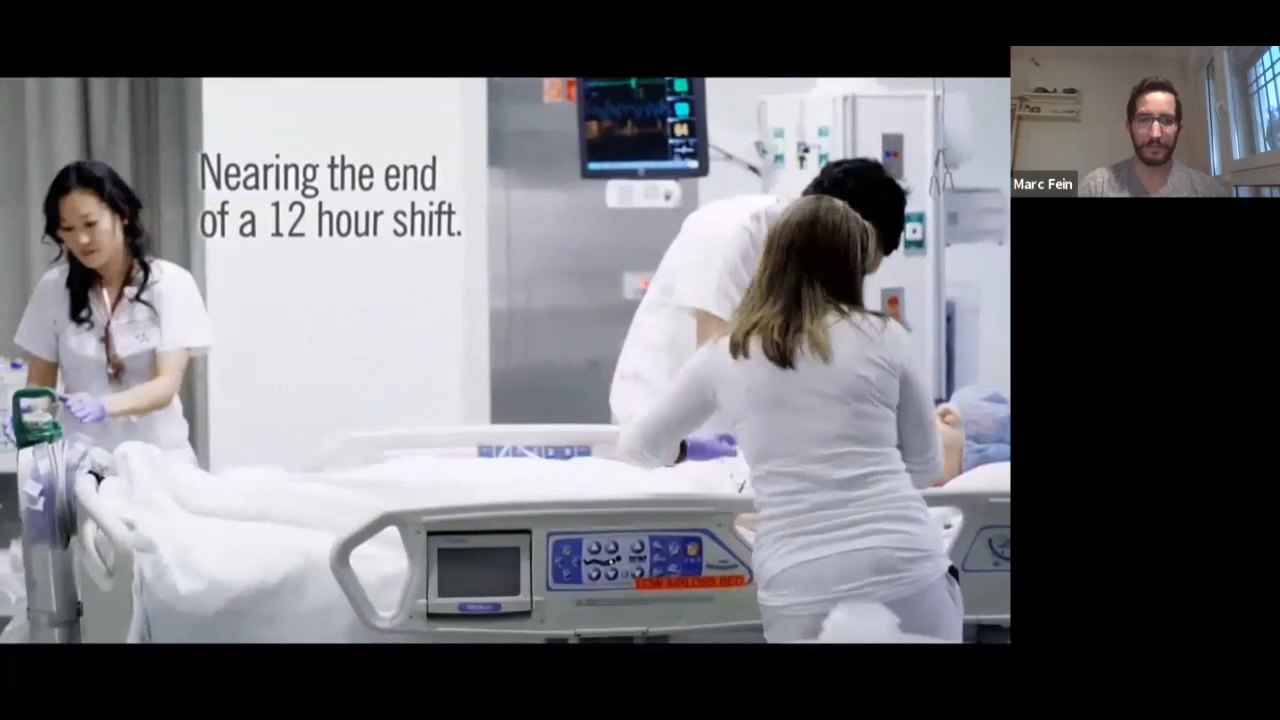 Nearing the end
of a 12 hour shift.
Marc Fein
LOW AIRLOSS BED